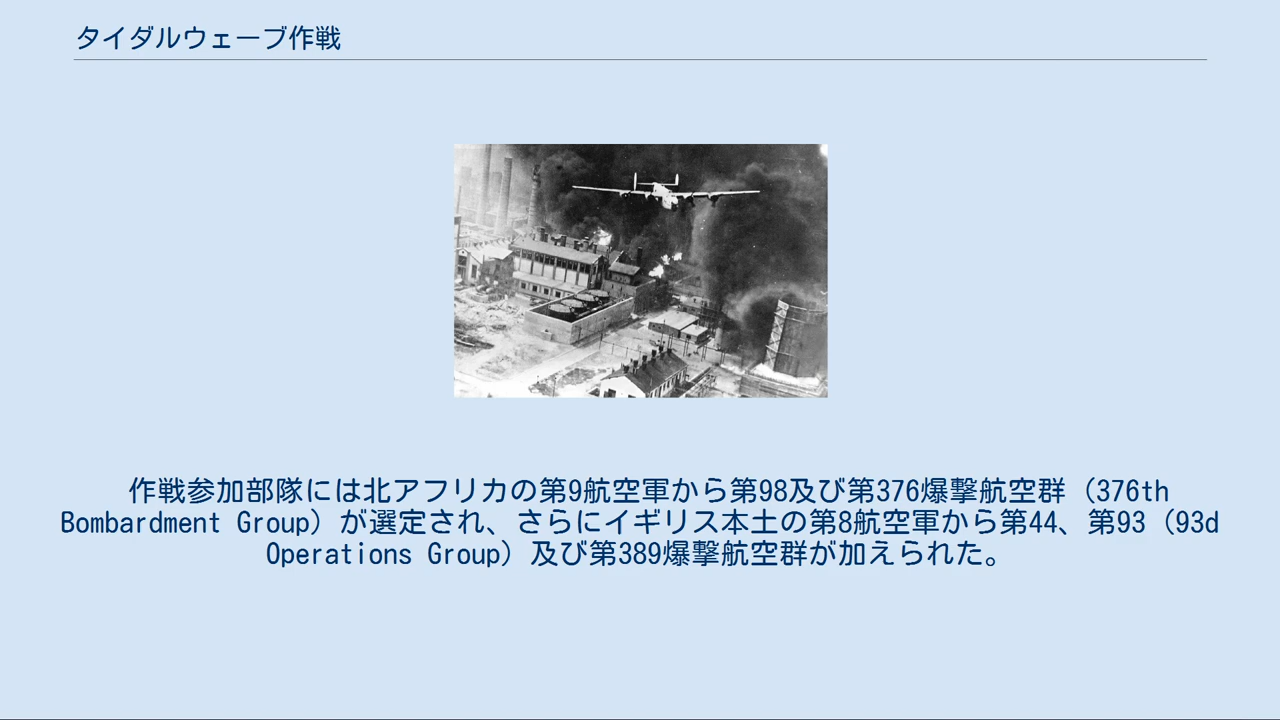 タイダルウェーブ作戦
作戦参加部隊には北アフリカの第9航空軍から第98及び第376爆撃航空群（376th
Bombardment Group）が選定され、さらにイギリス本土の第8航空軍から第44、第93（93d
Operations Group）及び第389爆撃航空群が加えられた。